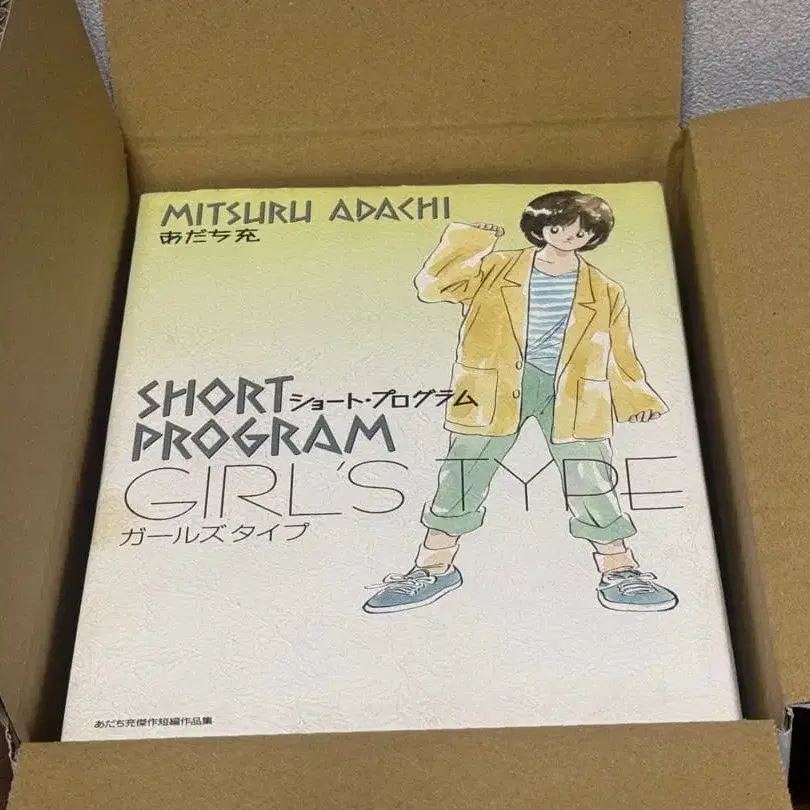 MITSURU ADACHI
あだち充
SHORT ショート・プログラム
PROGRAM
GIRL'S TYPE
ガールズタイプ
あだち充傑作短編作品集